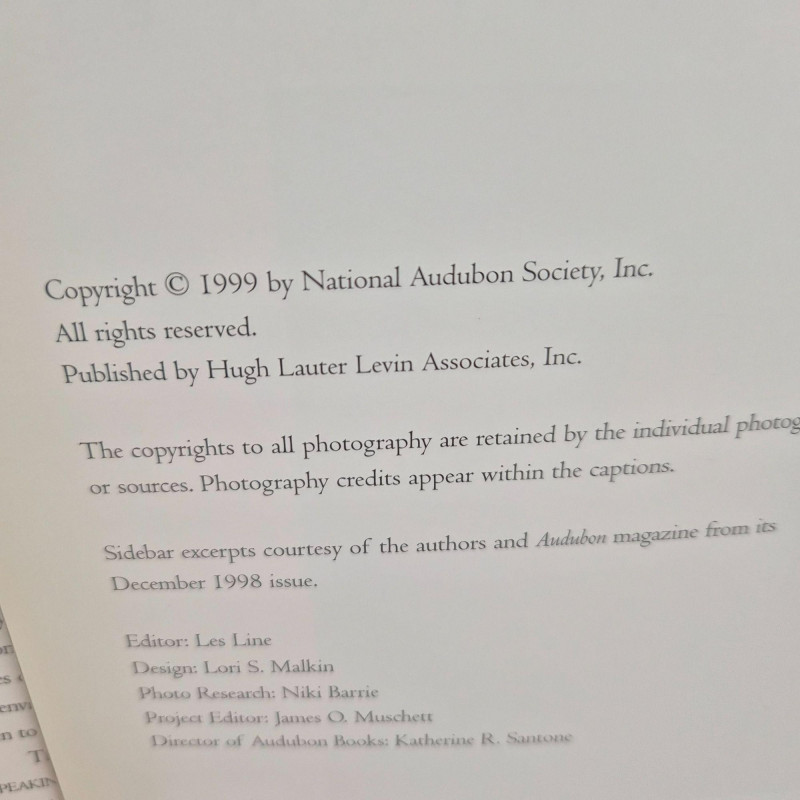 Copyright © 1999 by National Audubon Society, Inc.
All rights reserved.
Published by Hugh Lauter Levin Associates, Inc.
The copyrights to all photography are retained by the individual
or sources. Photography credits appear within the captions.
Sidebar excerpts courtesy of the authors and Audubon magazine from its
December 1998 issue.
Editor: Les Line
Design: Lori S. Malkin
Photo Research: Niki Barrie
Project Editor: James O. Muschett
Director of Audubon Books: Katherine R. Santone